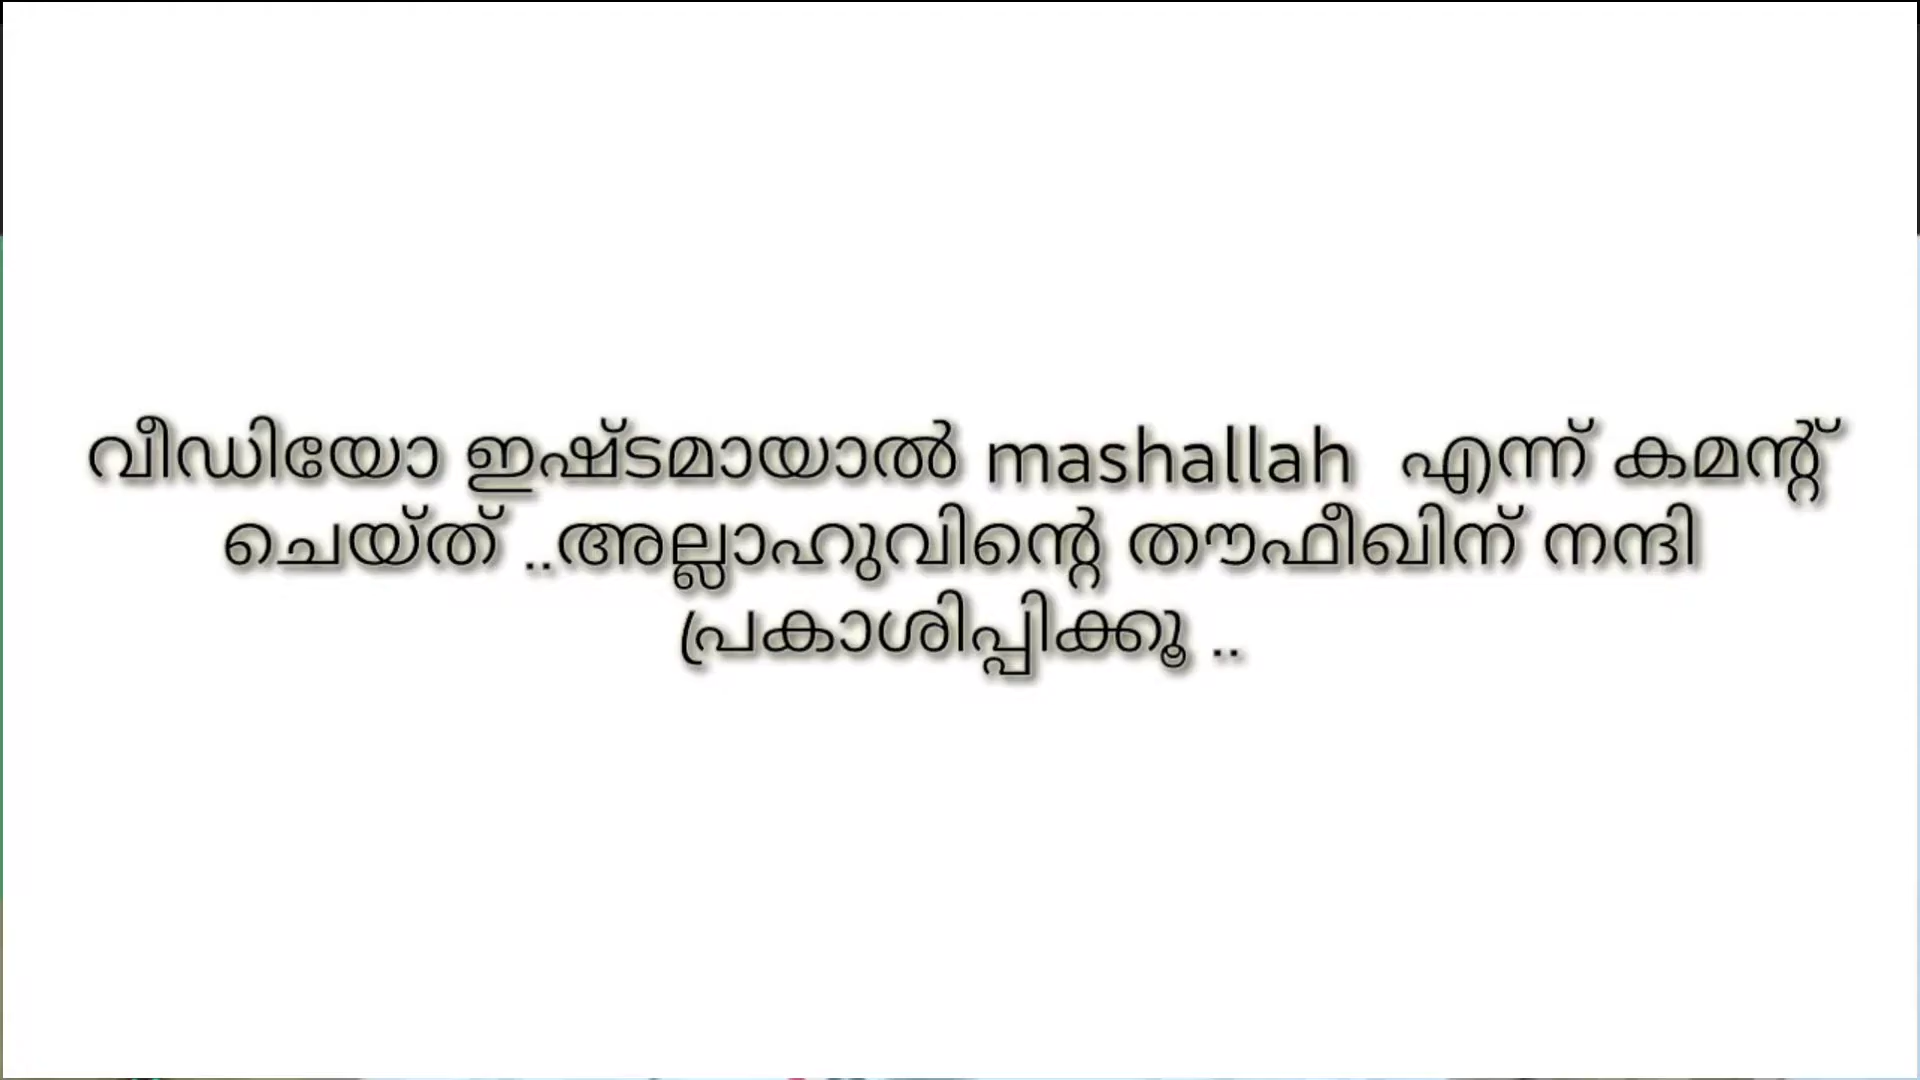 വീഡിയോ ഇഷ്ടമായാൽ mashallah എന്ന് കമന്റ്
ചെയ്ത് ..അല്ലാഹുവിന്റെ തൗഫീഖിന് നന്ദി
പ്രകാശിപ്പിക്കൂ ..